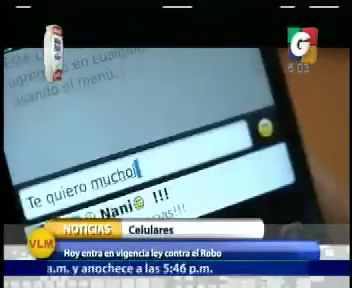 G
6:03
en cualquier
usando el menú.
Te quiero mucho
Nani !!!
NOTICIAS Celulares
VLM
Hoy entra en vigencia ley contra el Robo
a.m. y anochece a las 5:46 p.m.